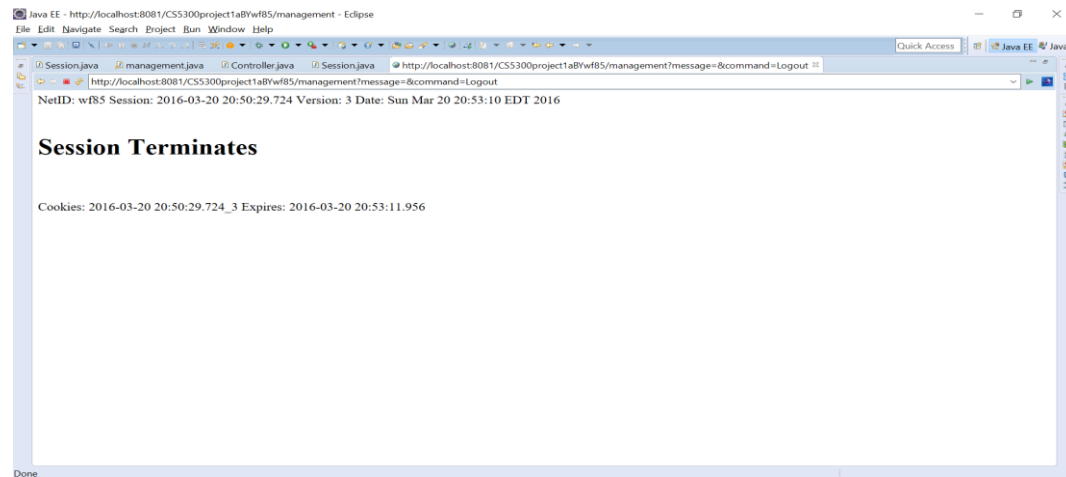 Java EE - http://localhost:8081/CS5300project1aBYwf85/management - Eclipse
File Edit Navigate Search Project Run Window Help
Quick Access Java EE Java
Session.java management.java Controller.java Session.java http://localhost:8081/CS5300project1aBYwf85/management?message=&command=Logout
http://localhost:8081/CS5300project1aBYwf85/management?message=&command=Logout
NetID: wf85 Session: 2016-03-20 20:50:29.724 Version: 3 Date: Sun Mar 20 20:53:10 EDT 2016
Session Terminates
Cookies: 2016-03-20 20:50:29.724_3 Expires: 2016-03-20 20:53:11.956
Done